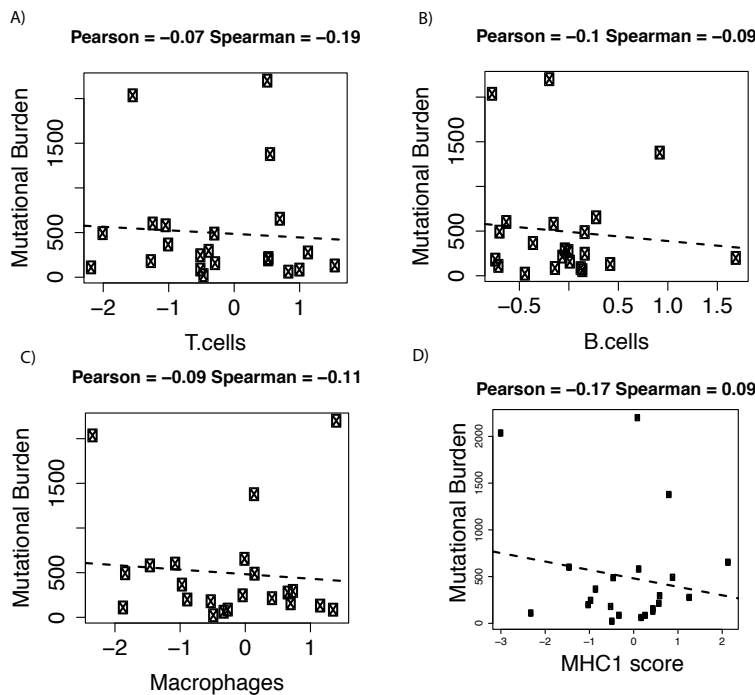 A)
Pearson = −0.07 Spearman = −0.19
Mutational Burden
0 500 1500
−2 −1 0 1
T.cells
B)
Pearson = −0.1 Spearman = −0.09
Mutational Burden
0 500 1500
−0.5 0.0 0.5 1.0 1.5
B.cells
C)
Pearson = −0.09 Spearman = −0.11
Mutational Burden
0 500 1500
−2 −1 0 1
Macrophages
D)
Pearson = −0.17 Spearman = 0.09
Mutational Burden
0 500 1000 1500 2000
−3 −2 −1 0 1 2
MHC1 score